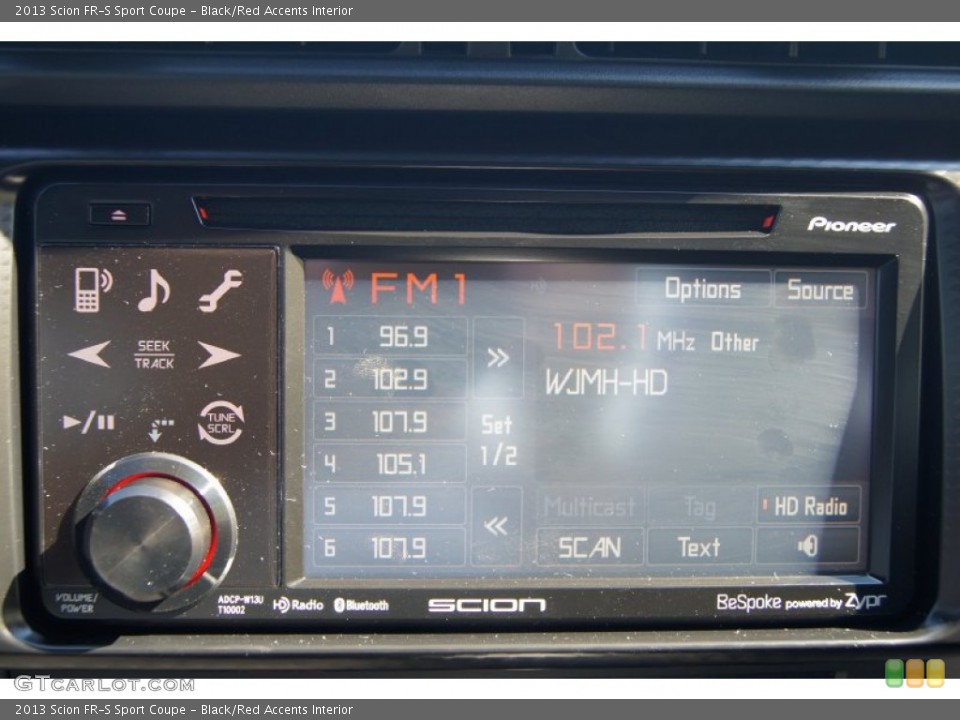 2013 Scion FR-S Sport Coupe - Black/Red Accents Interior
Pioneer
FM1
Options
Source
1 96.9
102.1 MHz Other
2 102.9
WJMH-HD
SEEK
TRACK
3 107.9
Set
1/2
TUNE
SCRL
4 105.1
5 107.9
Multicast
Tag
HD Radio
6 107.9
SCAN
Text
VOLUME/
POWER
ADCP-W13U
T10002
HD Radio
Bluetooth
SCION
BeSpoke powered by Zypr
GTCARLOT.COM
2013 Scion FR-S Sport Coupe - Black/Red Accents Interior